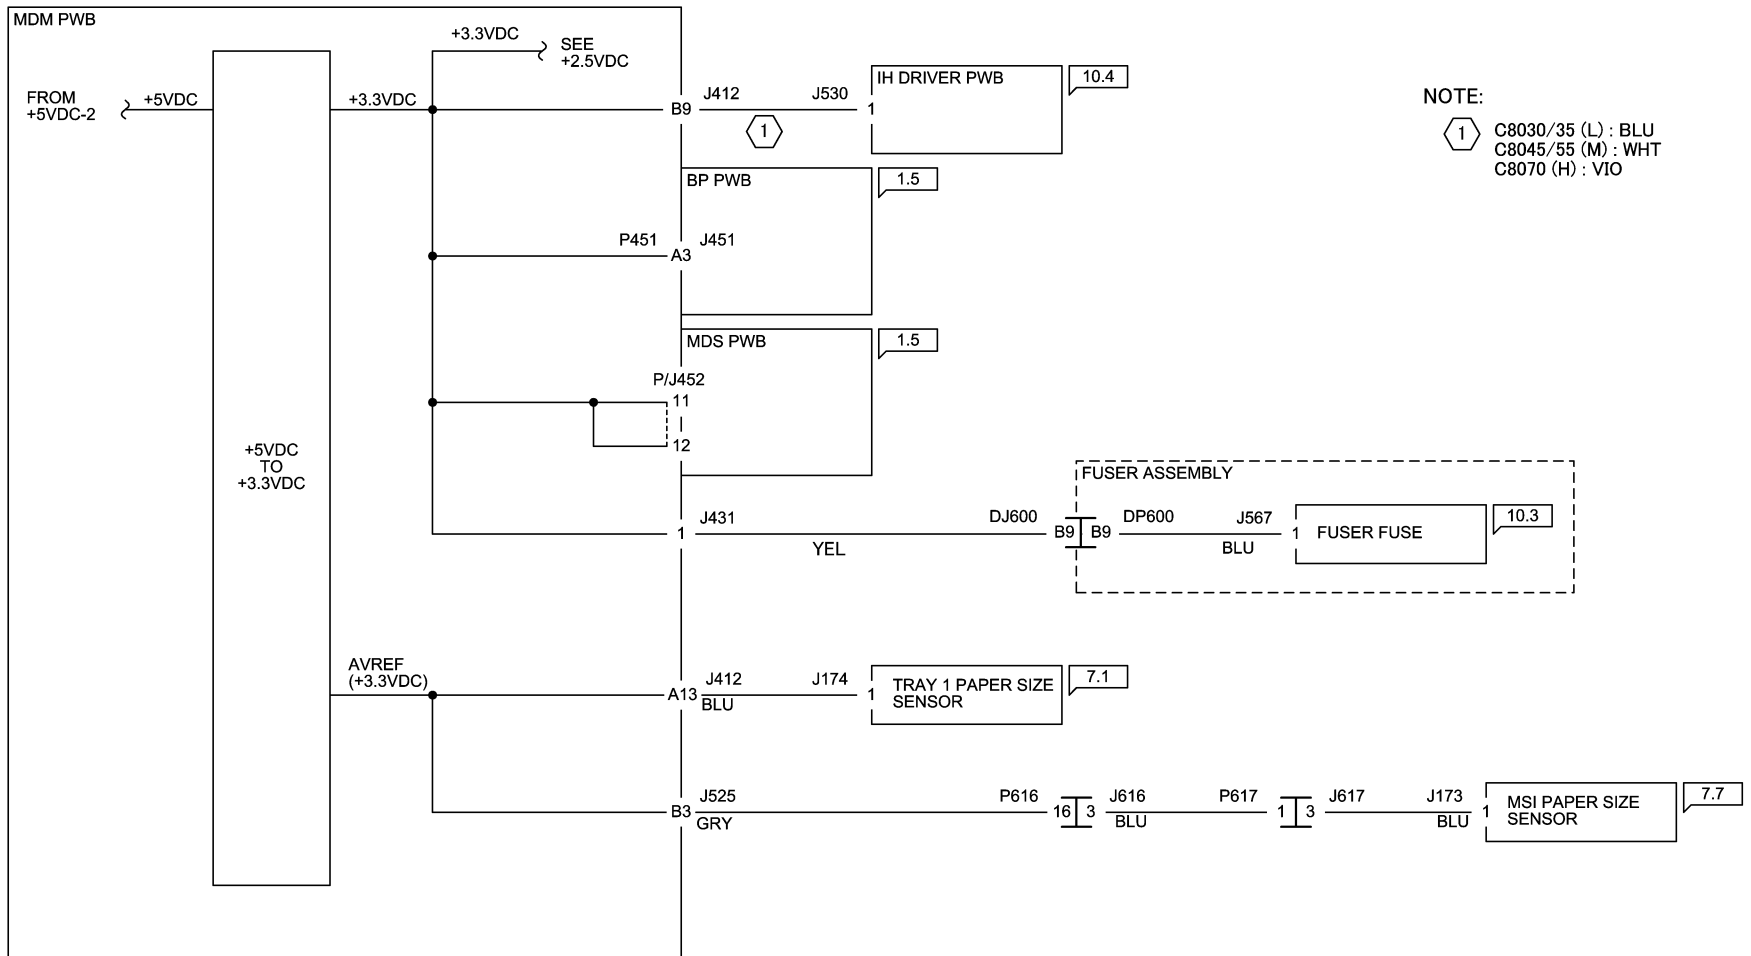 MDM PWB
+3.3VDC
SEE
+2.5VDC
FROM
+5VDC-2
+5VDC
+3.3VDC
B9
J412
J530
1
1
IH DRIVER PWB
10.4
NOTE:
1
C8030/35 (L) : BLU
C8045/55 (M) : WHT
C8070 (H) : VIO
BP PWB
1.5
P451
A3
J451
MDS PWB
1.5
P/J452
11
12
+5VDC
TO
+3.3VDC
FUSER ASSEMBLY
1
J431
YEL
DJ600
B9
B9
DP600
J567
BLU
1
FUSER FUSE
10.3
AVREF
(+3.3VDC)
A13
J412
BLU
J174
1
TRAY 1 PAPER SIZE
SENSOR
7.1
B3
J525
GRY
P616
16
3
J616
BLU
P617
1
3
J617
J173
BLU
1
MSI PAPER SIZE
SENSOR
7.7